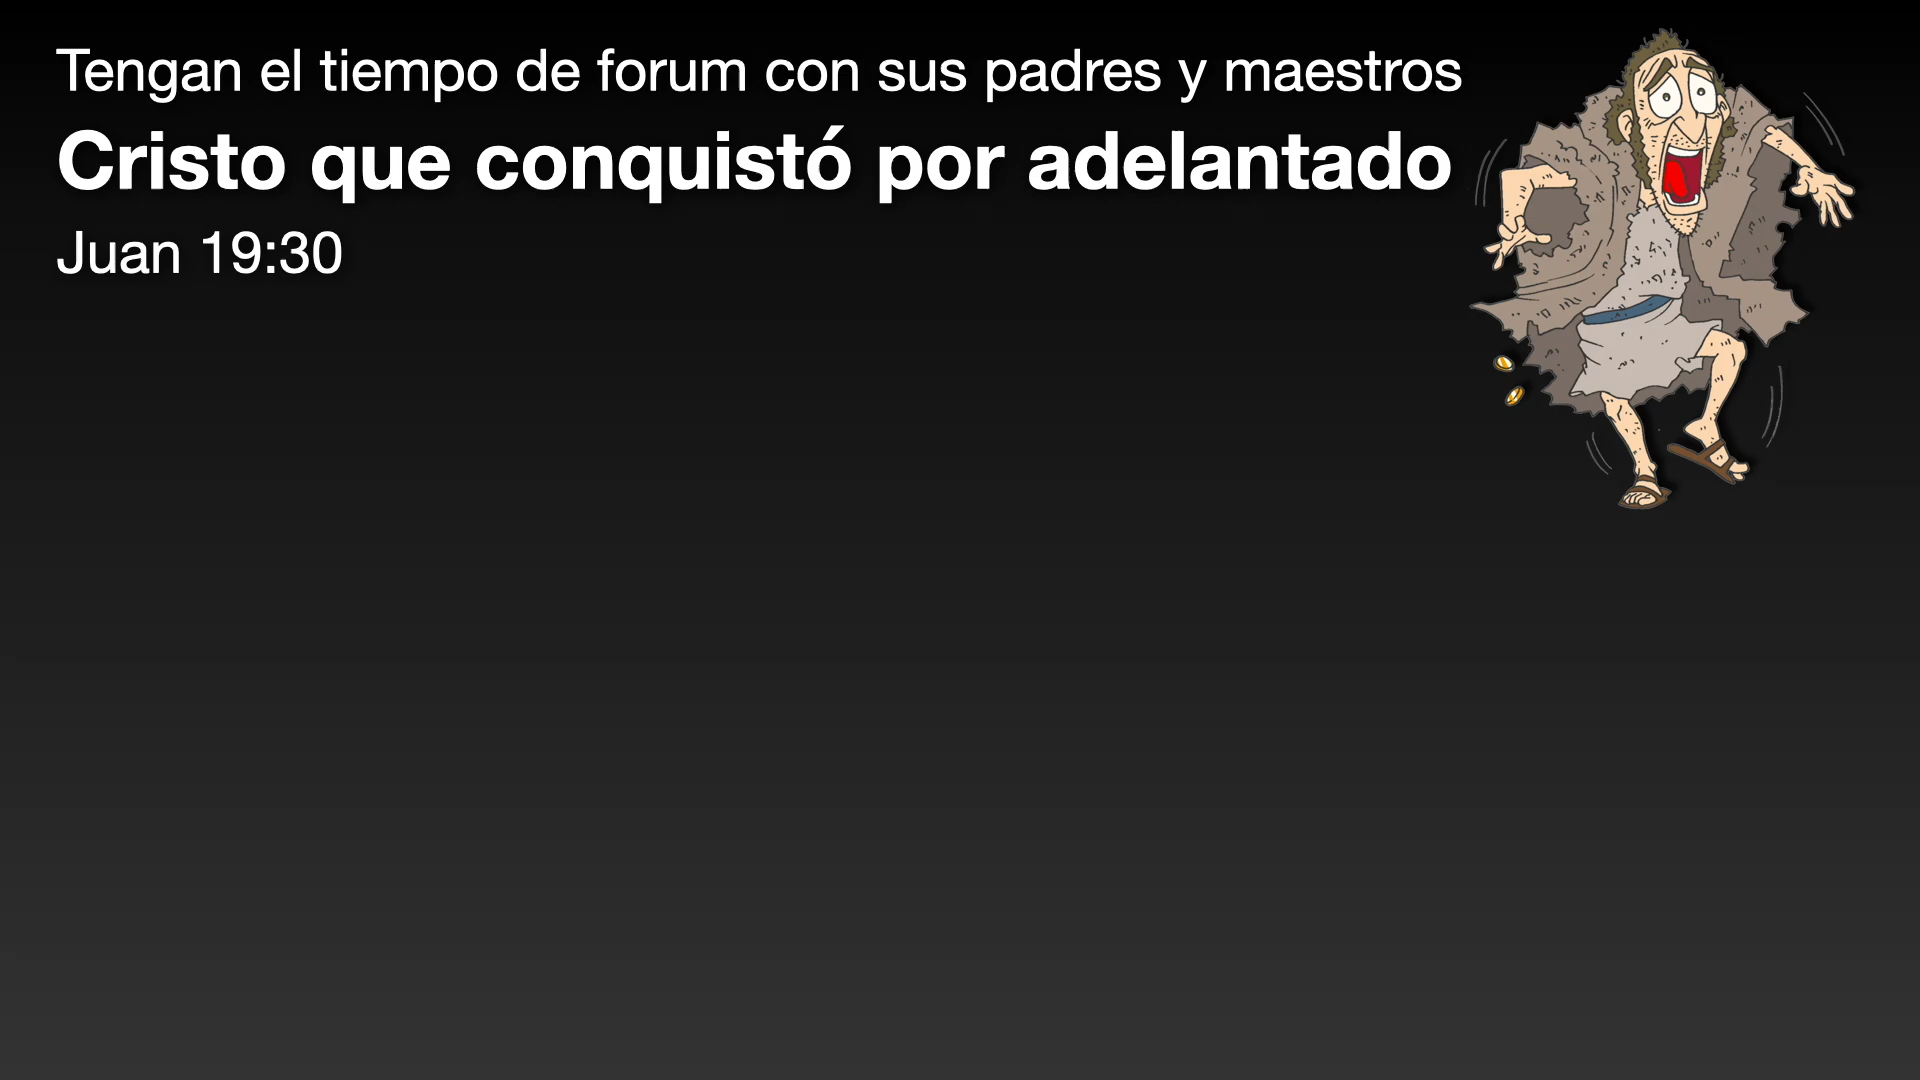 Tengan el tiempo de forum con sus padres y maestros
Cristo que conquistó por adelantado
Juan 19:30